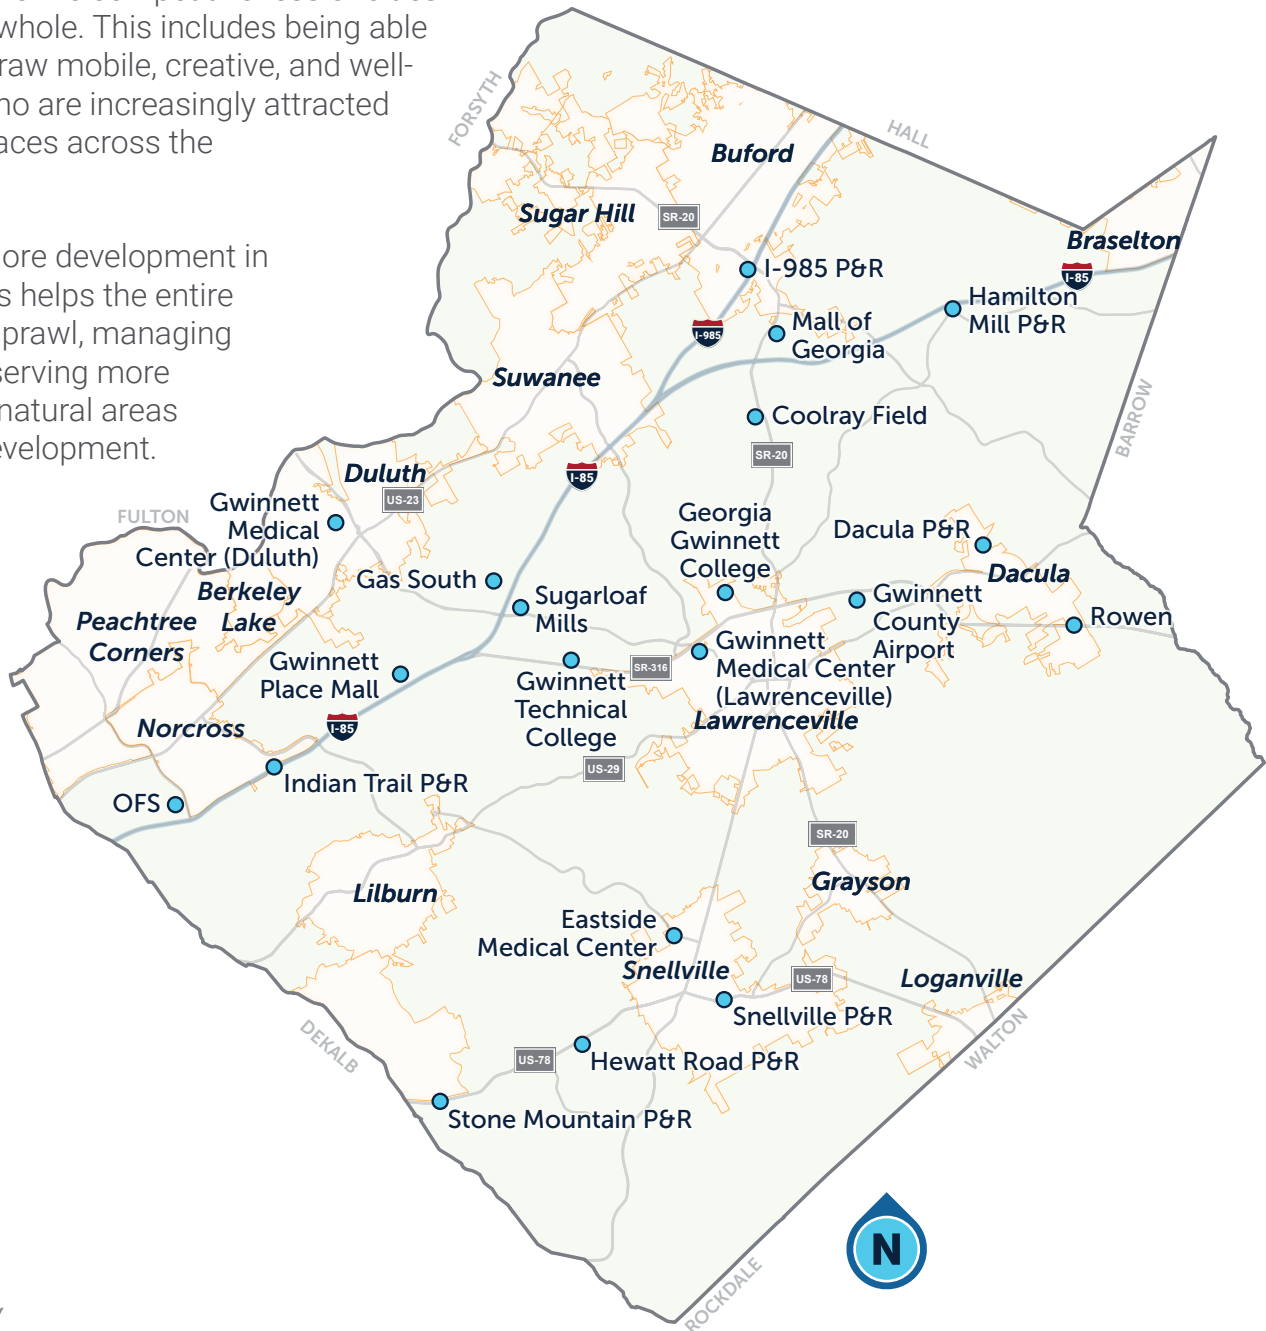 whole. This includes being able
raw mobile, creative, and well-
no are increasingly attracted
aces across the
ore development in
s helps the entire
prawl, managing
serving more
natural areas
evelopment.
FORSYTH
HALL
Buford
Sugar Hill
SR-20
Braselton
I-85
I-985 P&R
Hamilton
Mill P&R
I-985
Mall of
Georgia
Suwanee
BARROW
Coolray Field
SR-20
I-85
Duluth
US-23
Gwinnett
Medical
Center (Duluth)
FULTON
Georgia
Gwinnett
College
Dacula P&R
Dacula
Gas South
Berkeley
Lake
Sugarloaf
Mills
Gwinnett
County
Airport
Rowen
Peachtree
Corners
Gwinnett
Place Mall
SR-316
Gwinnett
Medical Center
(Lawrenceville)
Gwinnett
Technical
College
Lawrenceville
Norcross
I-85
US-29
Indian Trail P&R
OFS
SR-20
Lilburn
Grayson
Eastside
Medical Center
Snellville
US-78
Loganville
Snellville P&R
DEKALB
WALTON
US-78
Hewatt Road P&R
Stone Mountain P&R
N
ROCKDALE